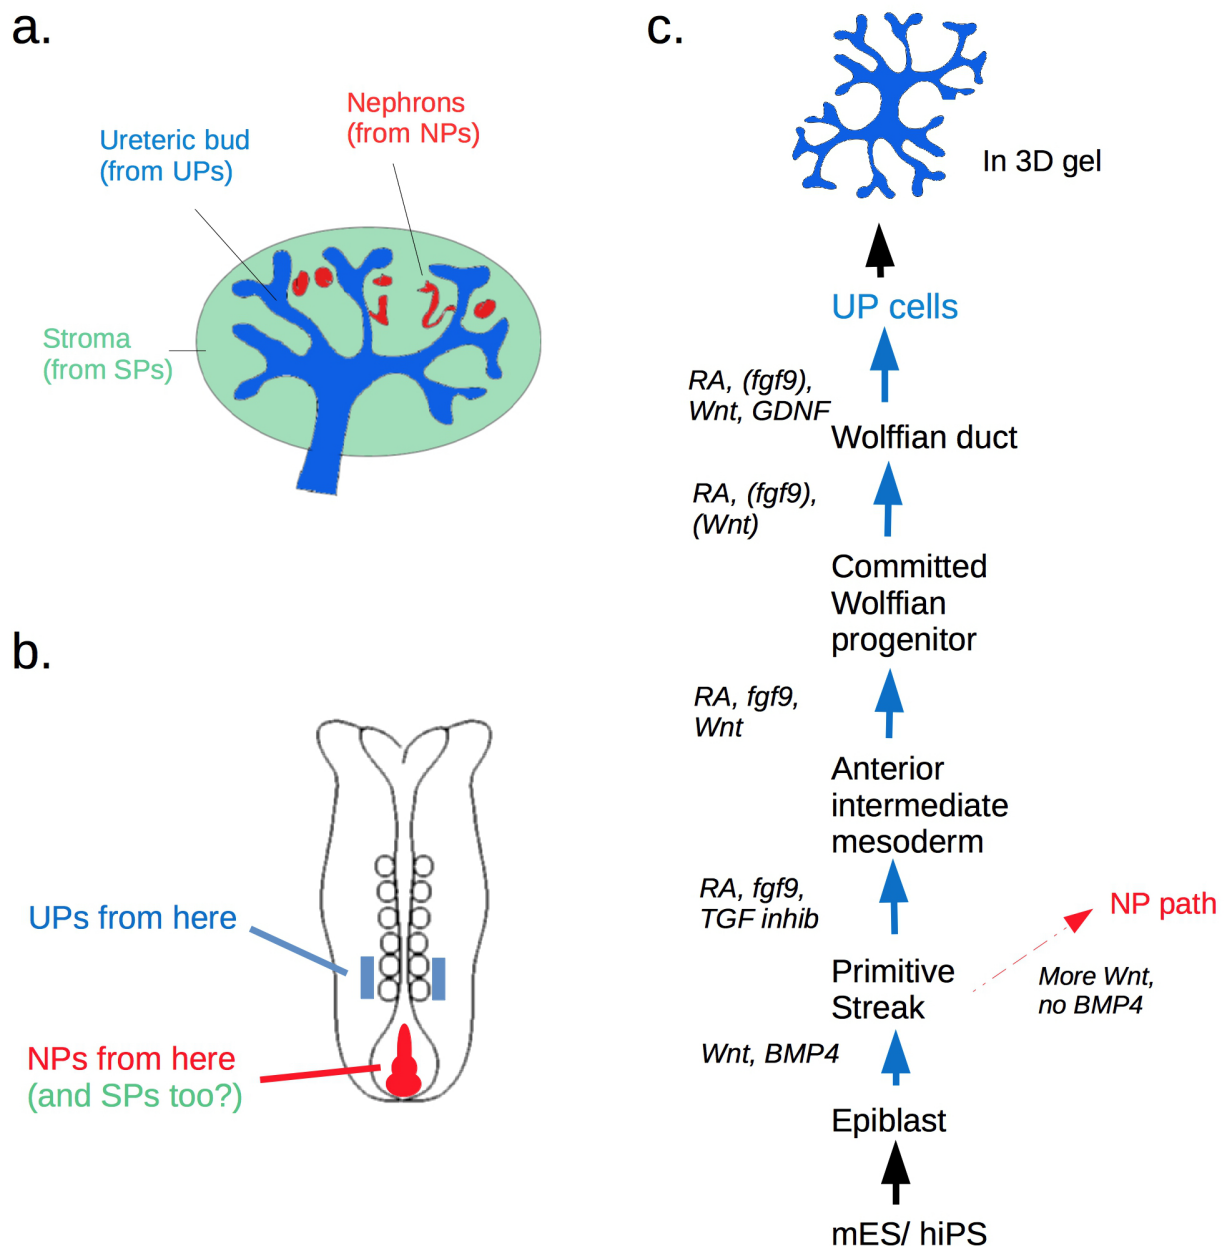 a.
Ureteric bud
(from UPs)
Nephrons
(from NPs)
Stroma
(from SPs)
b.
UPs from here
NPs from here
(and SPs too?)
c.
In 3D gel
UP cells
RA, (fgf9),
Wnt, GDNF
Wolffian duct
RA, (fgf9),
(Wnt)
Committed
Wolffian
progenitor
RA, fgf9,
Wnt
Anterior
intermediate
mesoderm
RA, fgf9,
TGF inhib
NP path
Primitive
Streak
More Wnt,
no BMP4
Wnt, BMP4
Epiblast
mES/ hiPS